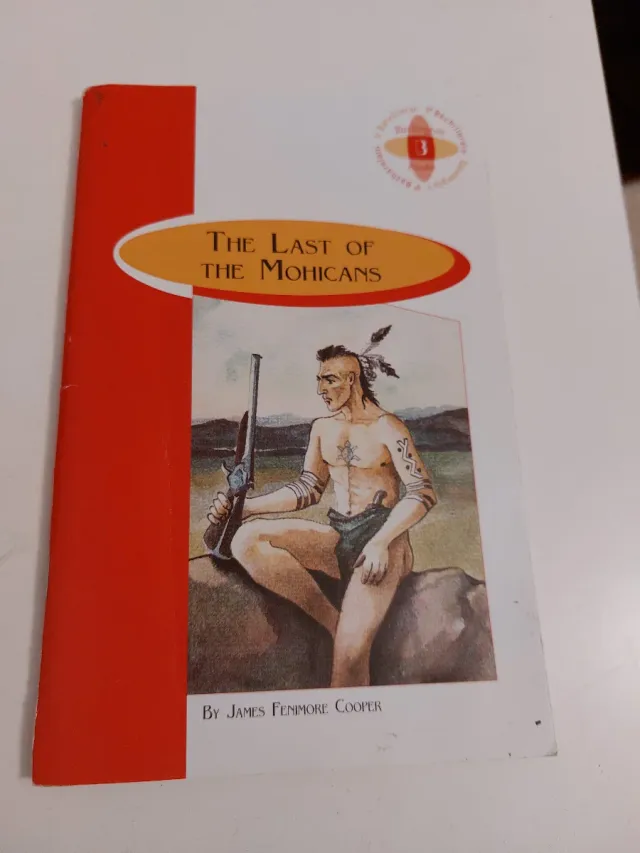 B
THE LAST OF
THE MOHICANS
BY JAMES FENIMORE COOPER